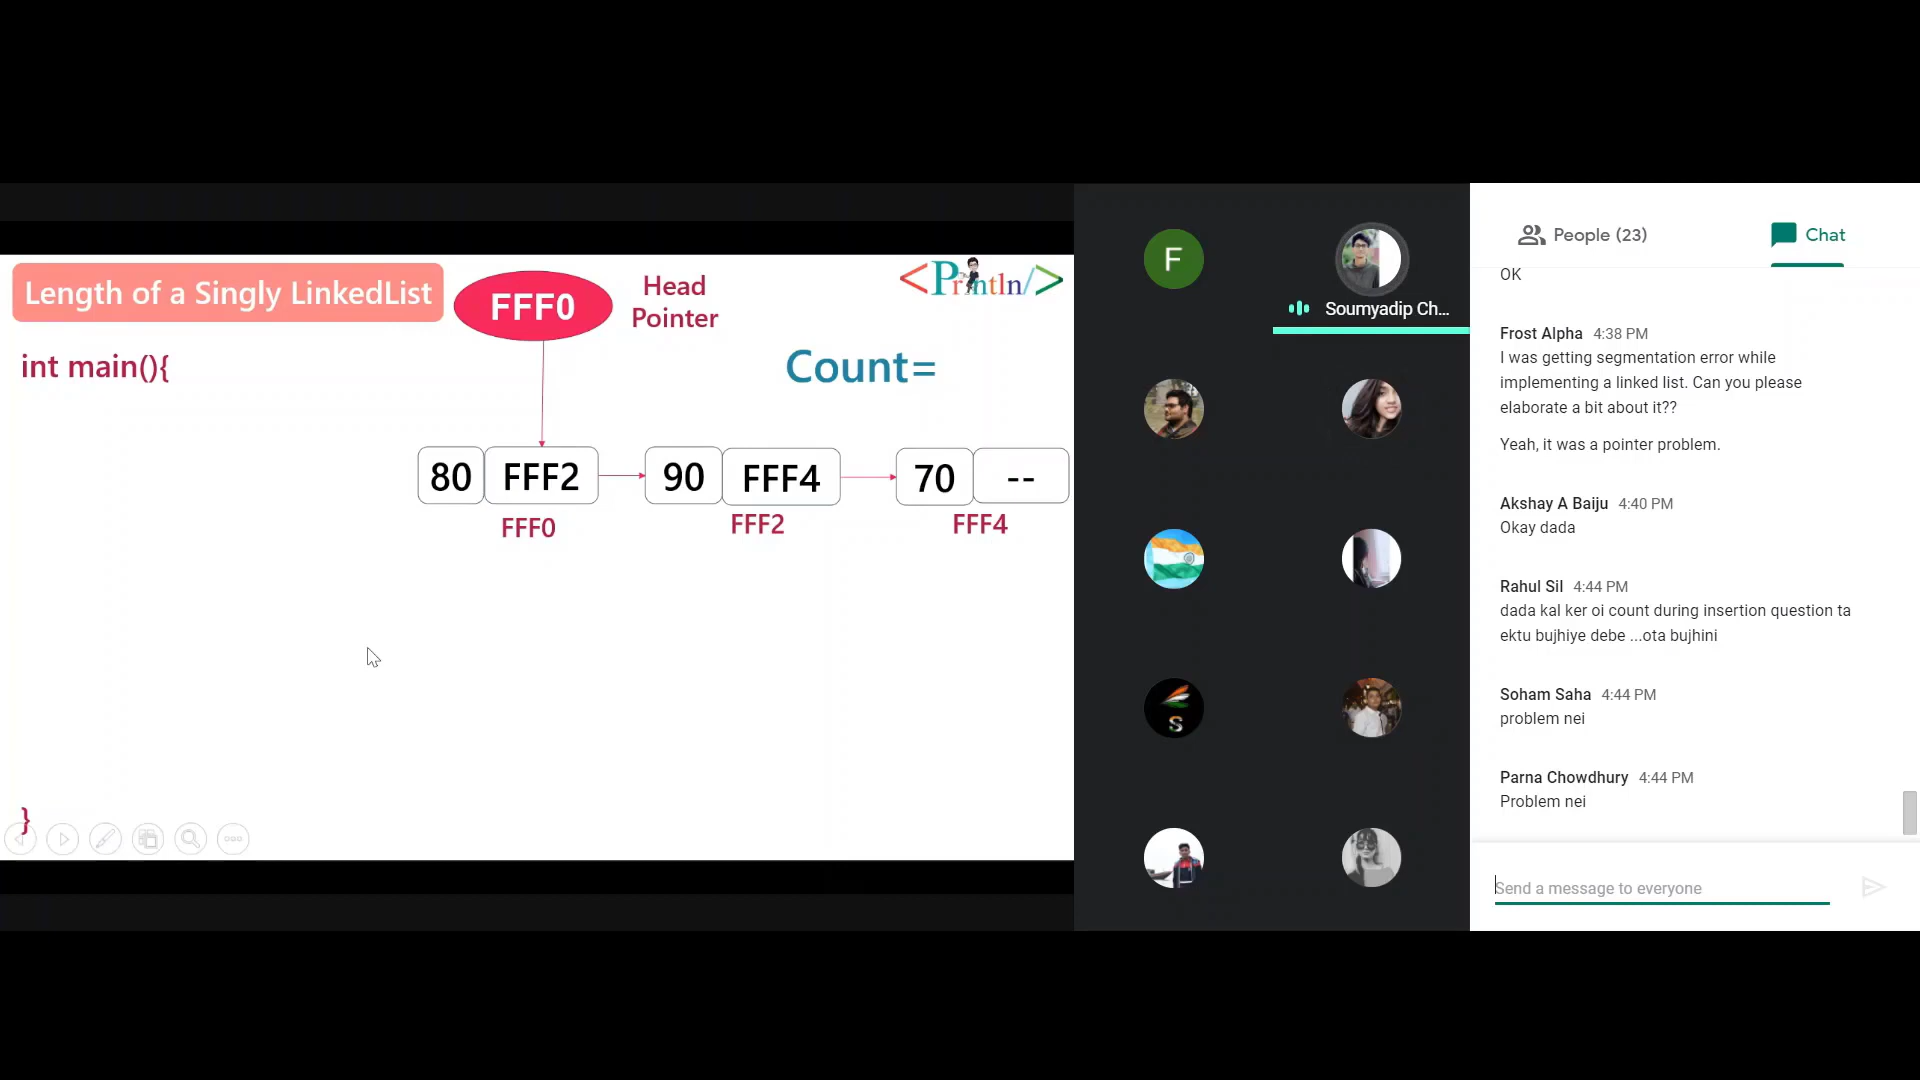 Length of a Singly LinkedList
FFF0
Head
Pointer
<Println/>
int main(){
Count=
80 FFF2 90 FFF4 70 --
FFF0 FFF2 FFF4
}
F
Soumyadip Ch...
S
People (23)
Chat
OK
Frost Alpha 4:38 PM
I was getting segmentation error while
implementing a linked list. Can you please
elaborate a bit about it??
Yeah, it was a pointer problem.
Akshay A Baiju 4:40 PM
Okay dada
Rahul Sil 4:44 PM
dada kal ker oi count during insertion question ta
ektu bujhiye debe ...ota bujhini
Soham Saha 4:44 PM
problem nei
Parna Chowdhury 4:44 PM
Problem nei
Send a message to everyone